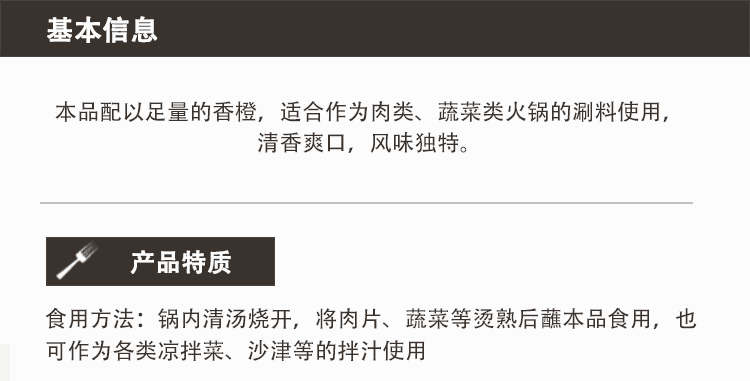 基本信息
本品配以足量的香橙，适合作为肉类、蔬菜类火锅的涮料使用，
清香爽口，风味独特。
产品特质
食用方法：锅内清汤烧开，将肉片、蔬菜等烫熟后蘸本品食用，也
可作为各类凉拌菜、沙津等的拌汁使用